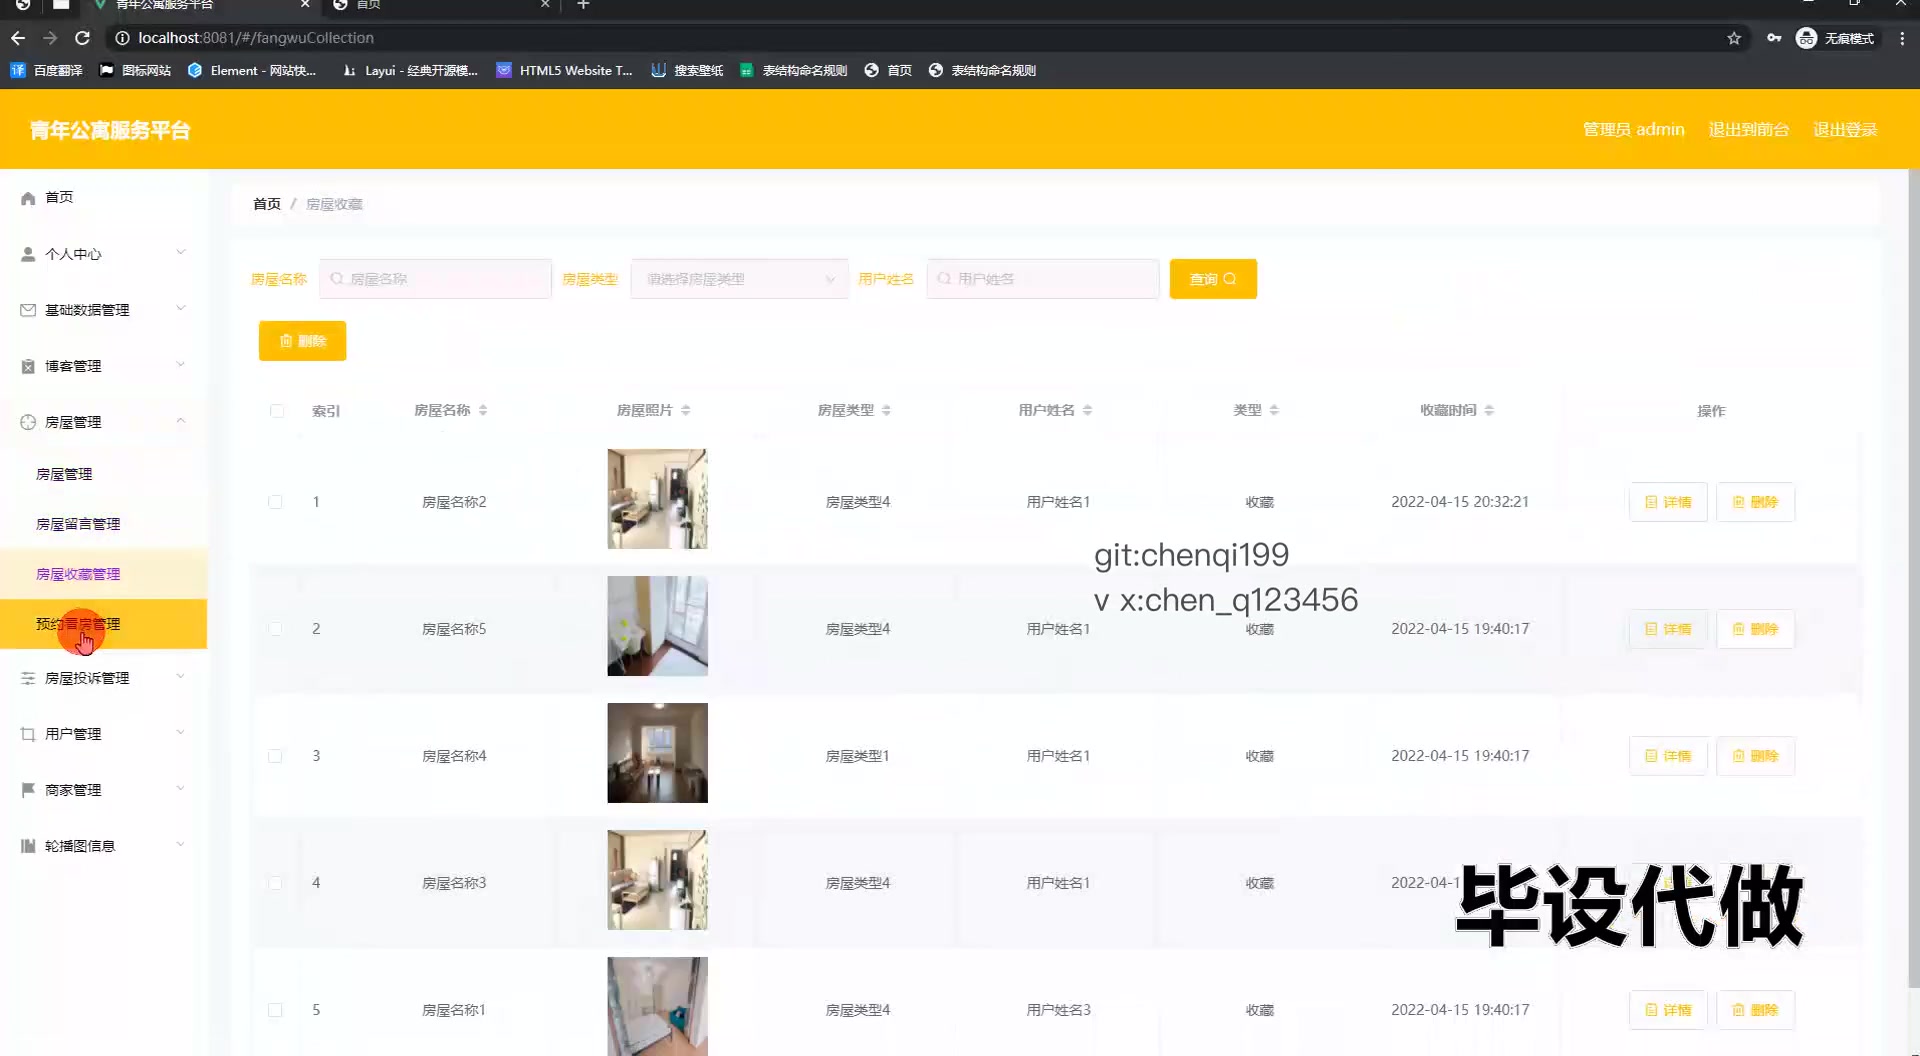 青年公寓服务平台
首页
localhost:8081/#/fangwuCollection
无痕模式
百度翻译
图标网站
Element - 网站快...
Layui - 经典开源模...
HTML5 Website T...
搜索壁纸
表结构命名规则
首页
表结构命名规则
青年公寓服务平台
管理员 admin
退出到前台
退出登录
首页
个人中心
基础数据管理
博客管理
房屋管理
房屋管理
房屋留言管理
房屋收藏管理
预约看房管理
房屋投诉管理
用户管理
商家管理
轮播图信息
首页 / 房屋收藏
房屋名称 房屋名称 房屋类型 请选择房屋类型 用户姓名 用户姓名 查询
删除
索引 房屋名称 房屋照片 房屋类型 用户姓名 类型 收藏时间 操作
1 房屋名称2 房屋类型4 用户姓名1 收藏 2022-04-15 20:32:21 详情 删除
git:chenqi199
v x:chen_q123456
2 房屋名称5 房屋类型4 用户姓名1 收藏 2022-04-15 19:40:17 详情 删除
3 房屋名称4 房屋类型1 用户姓名1 收藏 2022-04-15 19:40:17 详情 删除
4 房屋名称3 房屋类型4 用户姓名1 收藏 2022-04-1
毕设代做
5 房屋名称1 房屋类型4 用户姓名3 收藏 2022-04-15 19:40:17 详情 删除